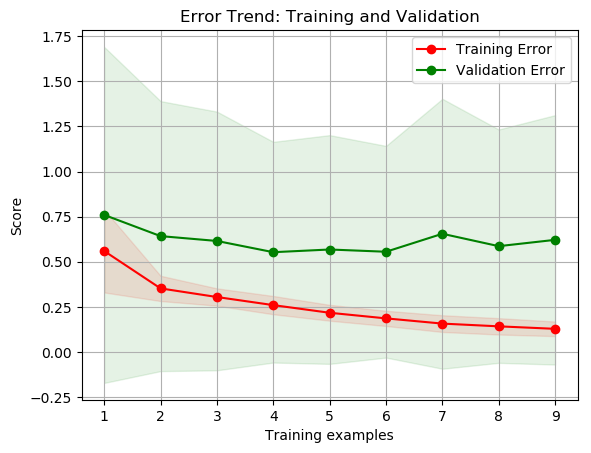 Error Trend: Training and Validation
Training Error
Validation Error
1.75
1.50
1.25
1.00
0.75
0.50
0.25
0.00
−0.25
Score
1 2 3 4 5 6 7 8 9
Training examples